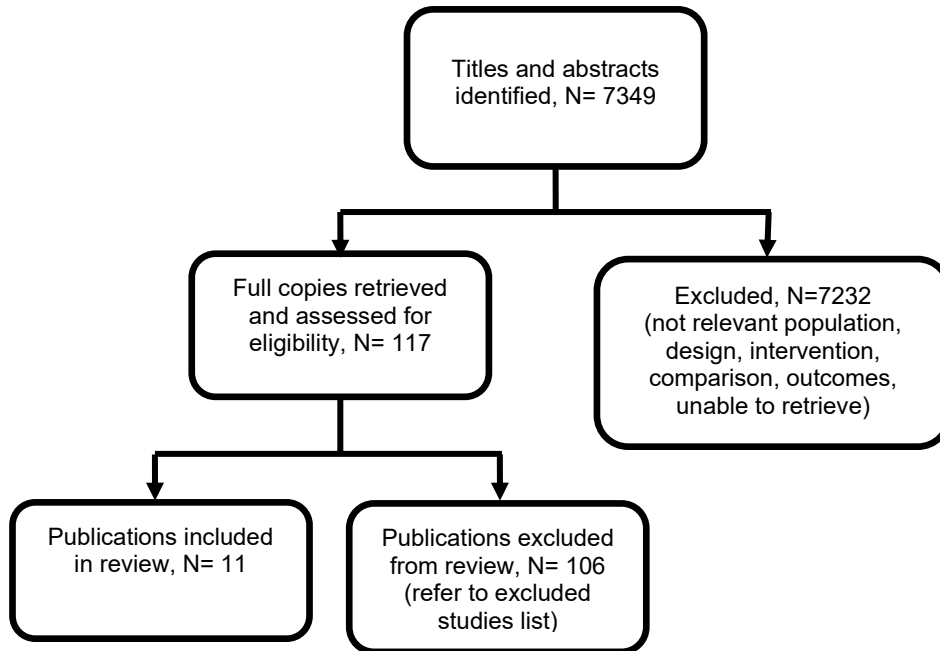 Titles and abstracts
identified, N= 7349
Full copies retrieved
and assessed for
eligibility, N= 117
Excluded, N=7232
(not relevant population,
design, intervention,
comparison, outcomes,
unable to retrieve)
Publications included
in review, N= 11
Publications excluded
from review, N= 106
(refer to excluded
studies list)